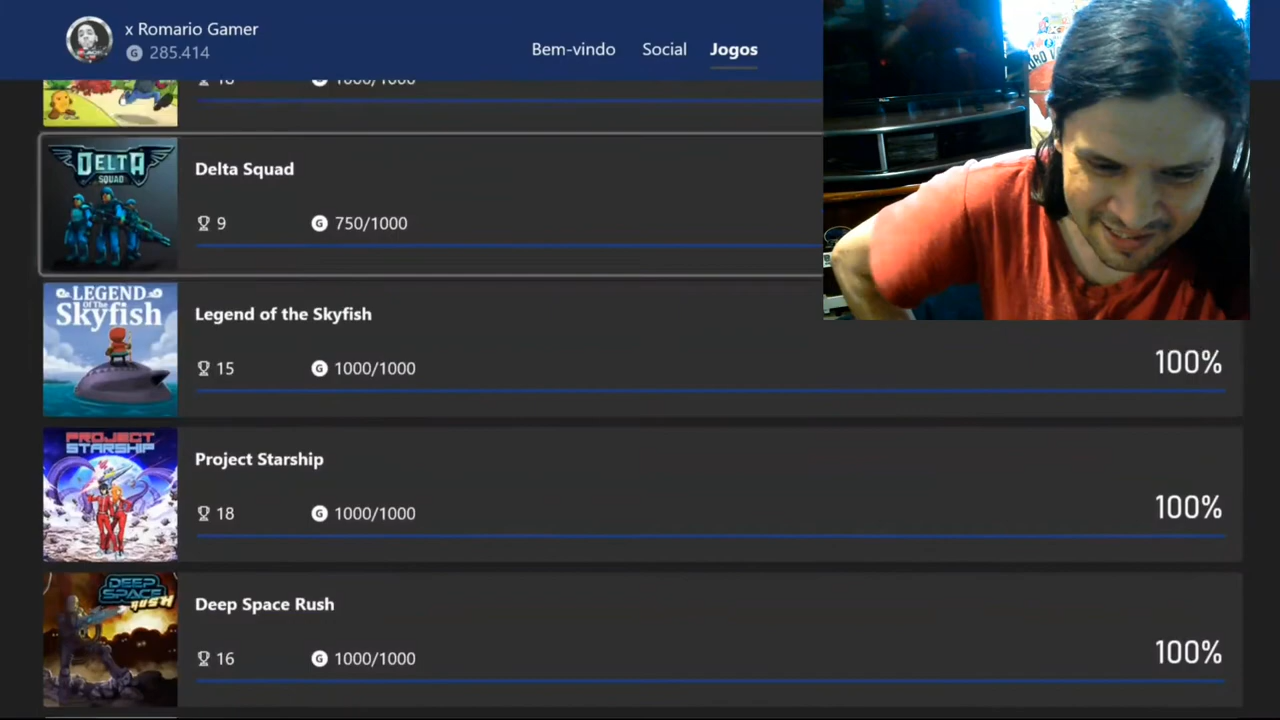 x Romario Gamer
G 285.414
Bem-vindo
Social
Jogos
18
1000/1000
DELTA
SQUAD
Delta Squad
9
G 750/1000
LEGEND
Of The
Skyfish
Legend of the Skyfish
15
G 1000/1000
100%
PROJECT
STARSHIP
Project Starship
18
G 1000/1000
100%
DEEP
SPACE
RUSH
Deep Space Rush
16
G 1000/1000
100%